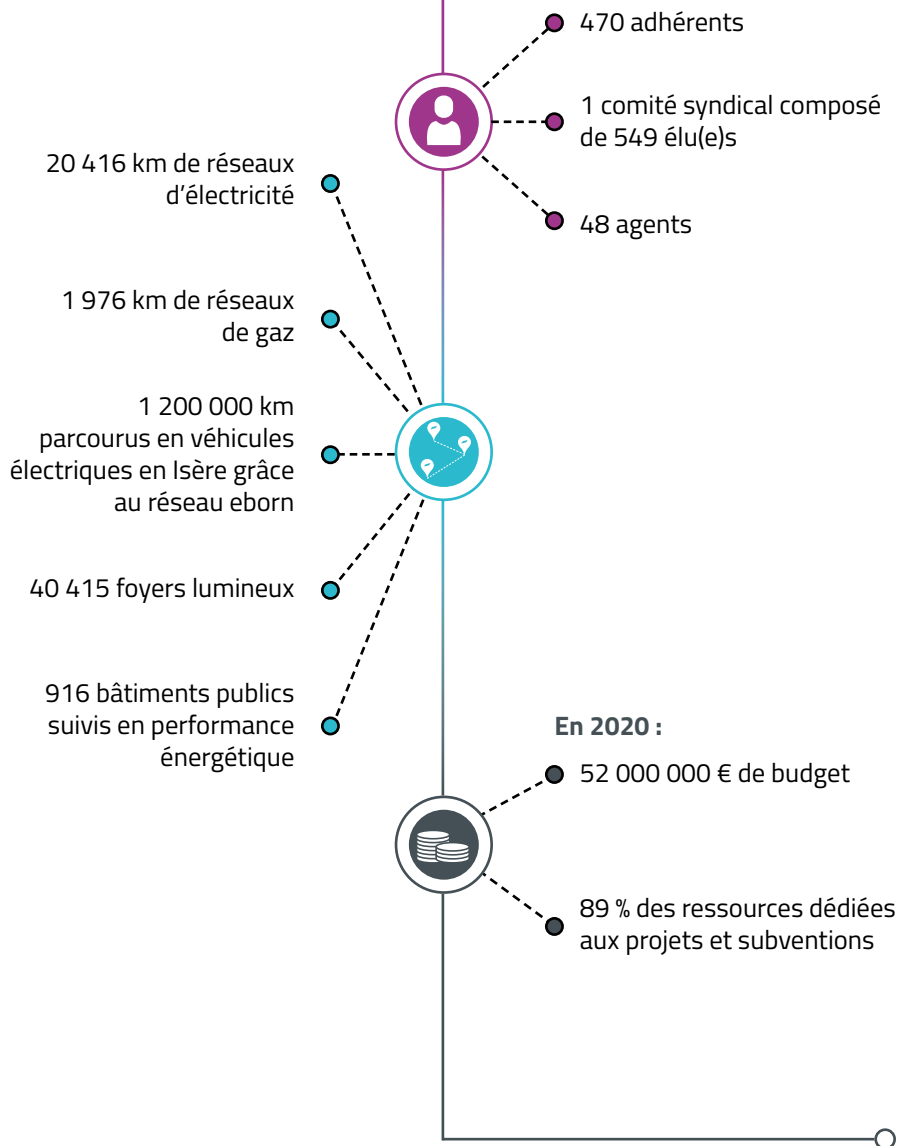 470 adhérents
1 comité syndical composé
de 549 élu(e)s
48 agents
20 416 km de réseaux
d’électricité
1 976 km de réseaux
de gaz
1 200 000 km
parcourus en véhicules
électriques en Isère grâce
au réseau eborn
40 415 foyers lumineux
916 bâtiments publics
suivis en performance
énergétique
En 2020 :
52 000 000 € de budget
89 % des ressources dédiées
aux projets et subventions